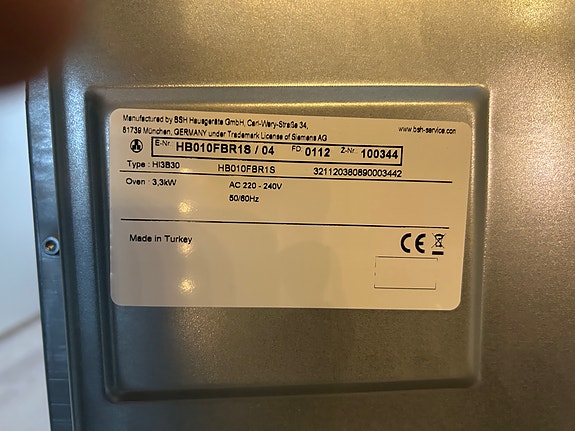 Manufactured by BSH Hausgeräte GmbH, Carl-Wery-Straße 34,
81739 München, GERMANY under Trademark License of Siemens AG
www.bsh-service.com
E-Nr HB010FBR1S / 04 FD 0112 Z-Nr 100344
Type : HI3B30 HB010FBR1S 321120380890003442
Oven : 3,3kW AC 220 - 240V
50/60Hz
Made in Turkey CE